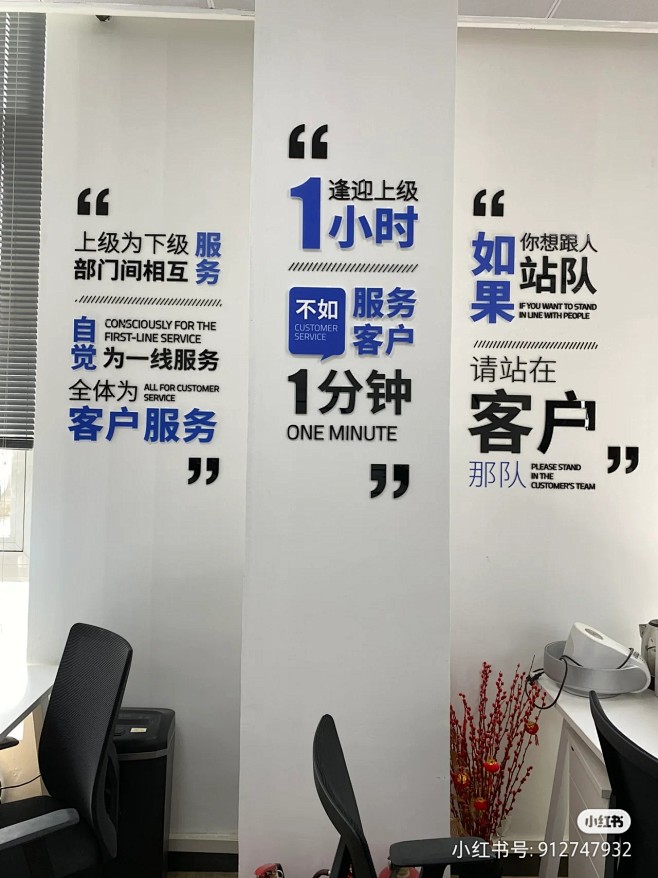 上级为下级 服务
部门间相互
自觉 CONSCIOUSLY FOR THE
FIRST-LINE SERVICE
为一线服务
全体为 ALL FOR CUSTOMER
SERVICE
客户服务
1 逢迎上级
小时
不如 服务
CUSTOMER
SERVICE
客户
1分钟
ONE MINUTE
如果 你想跟人
站队
IF YOU WANT TO STAND
IN LINE WITH PEOPLE
请站在
客户
那队 PLEASE STAND
IN THE
CUSTOMER'S TEAM
小红书
小红书号: 912747932